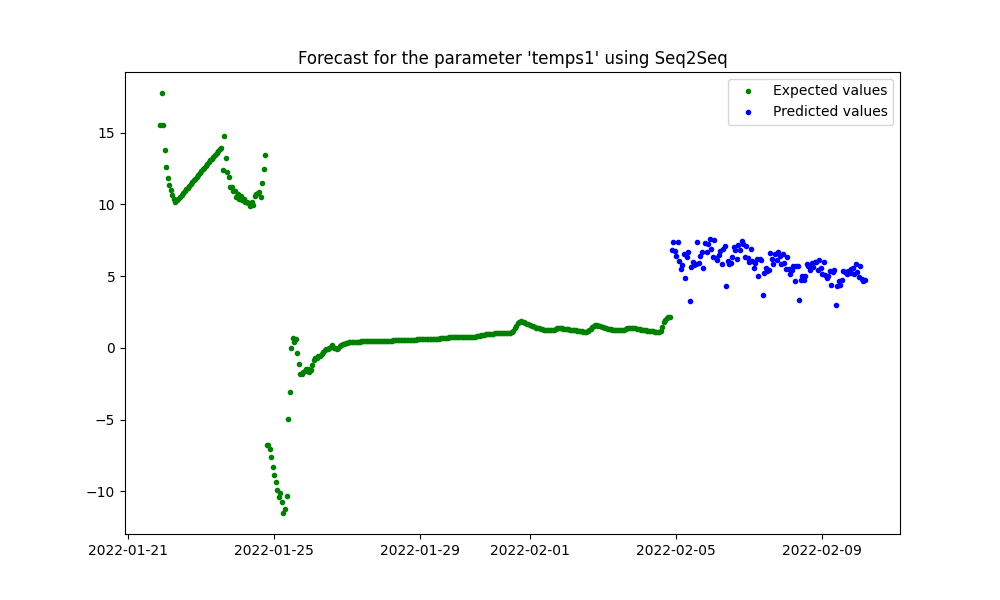 Forecast for the parameter 'temps1' using Seq2Seq
Expected values
Predicted values
15
10
5
0
−5
−10
2022-01-21 2022-01-25 2022-01-29 2022-02-01 2022-02-05 2022-02-09